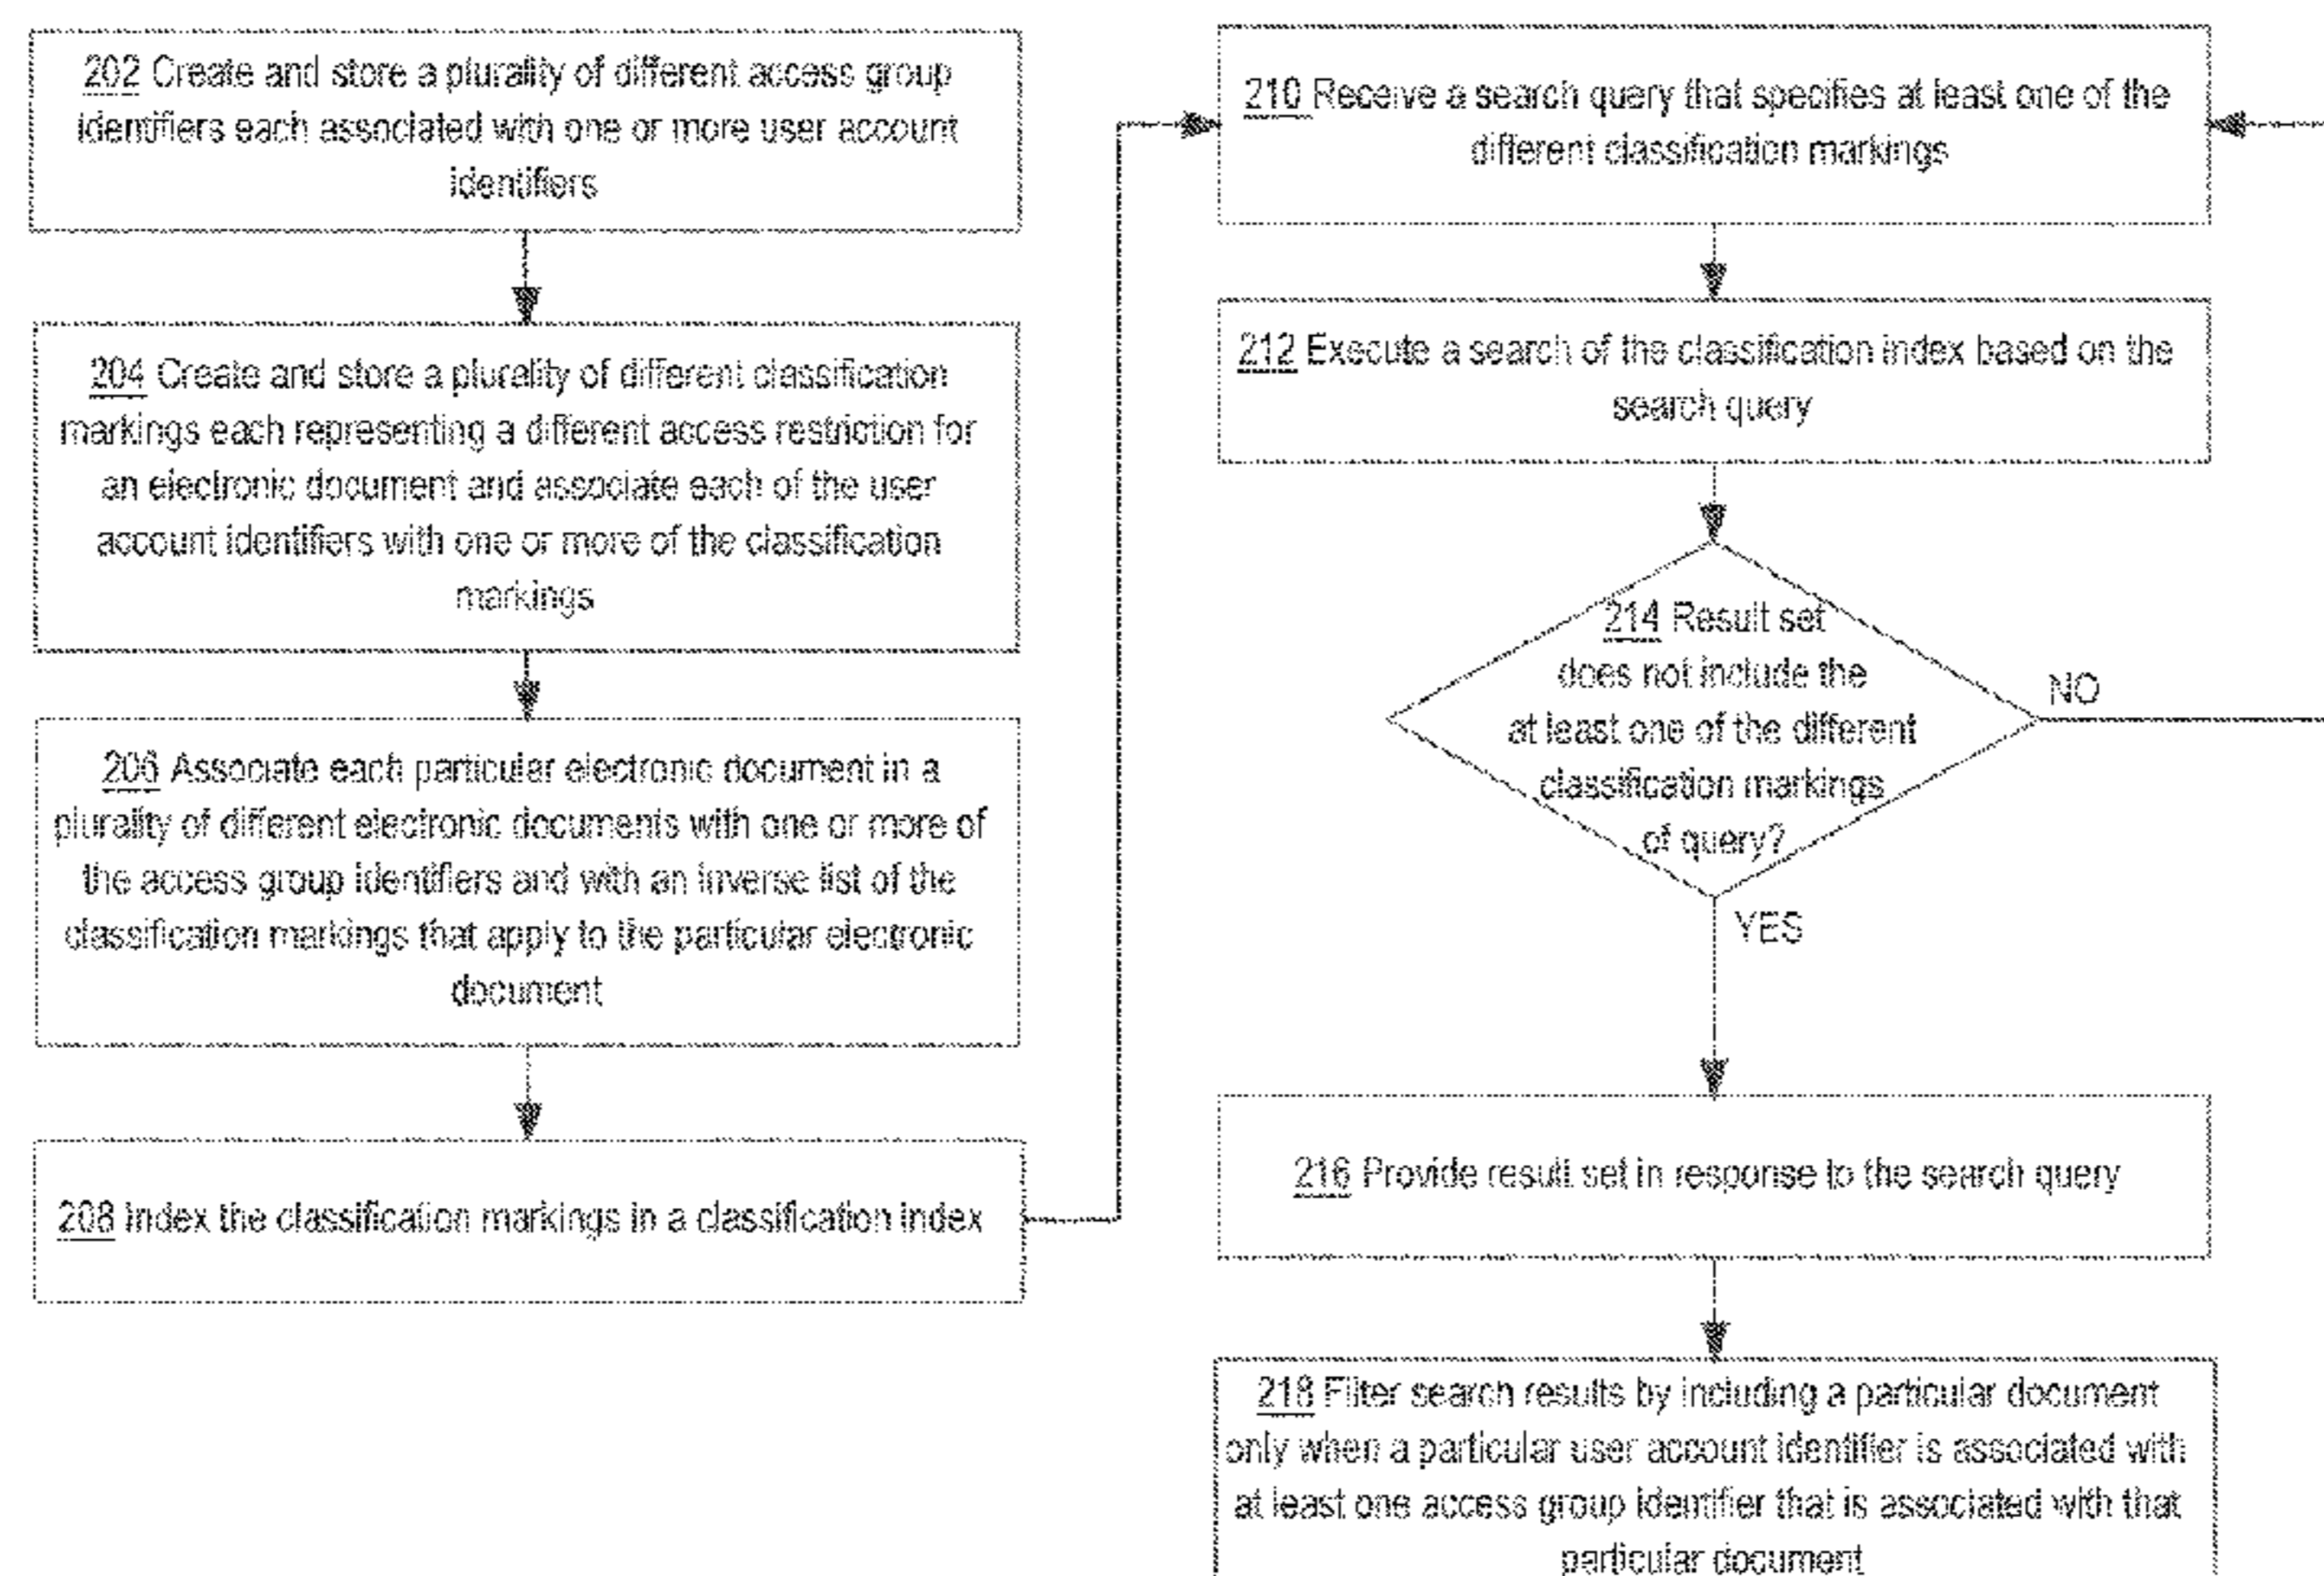 202 Create and store a plurality of different access group
identifiers each associated with one or more user account
identifiers
204 Create and store a plurality of different classification
markings each representing a different access restriction for
an electronic document and associate each of the user
account identifiers with one or more of the classification
markings
206 Associate each particular electronic document in a
plurality of different electronic documents with one or more of
the access group identifiers and with an inverse list of the
classification markings that apply to the particular electronic
document
208 Index the classification markings in a classification index
210 Receive a search query that specifies at least one of the
different classification markings
212 Execute a search of the classification index based on the
search query
214 Result set
does not include the
at least one of the different
classification markings
of query?
NO
YES
216 Provide result set in response to the search query
218 Filter search results by including a particular document
only when a particular user account identifier is associated with
at least one access group identifier that is associated with that
particular document